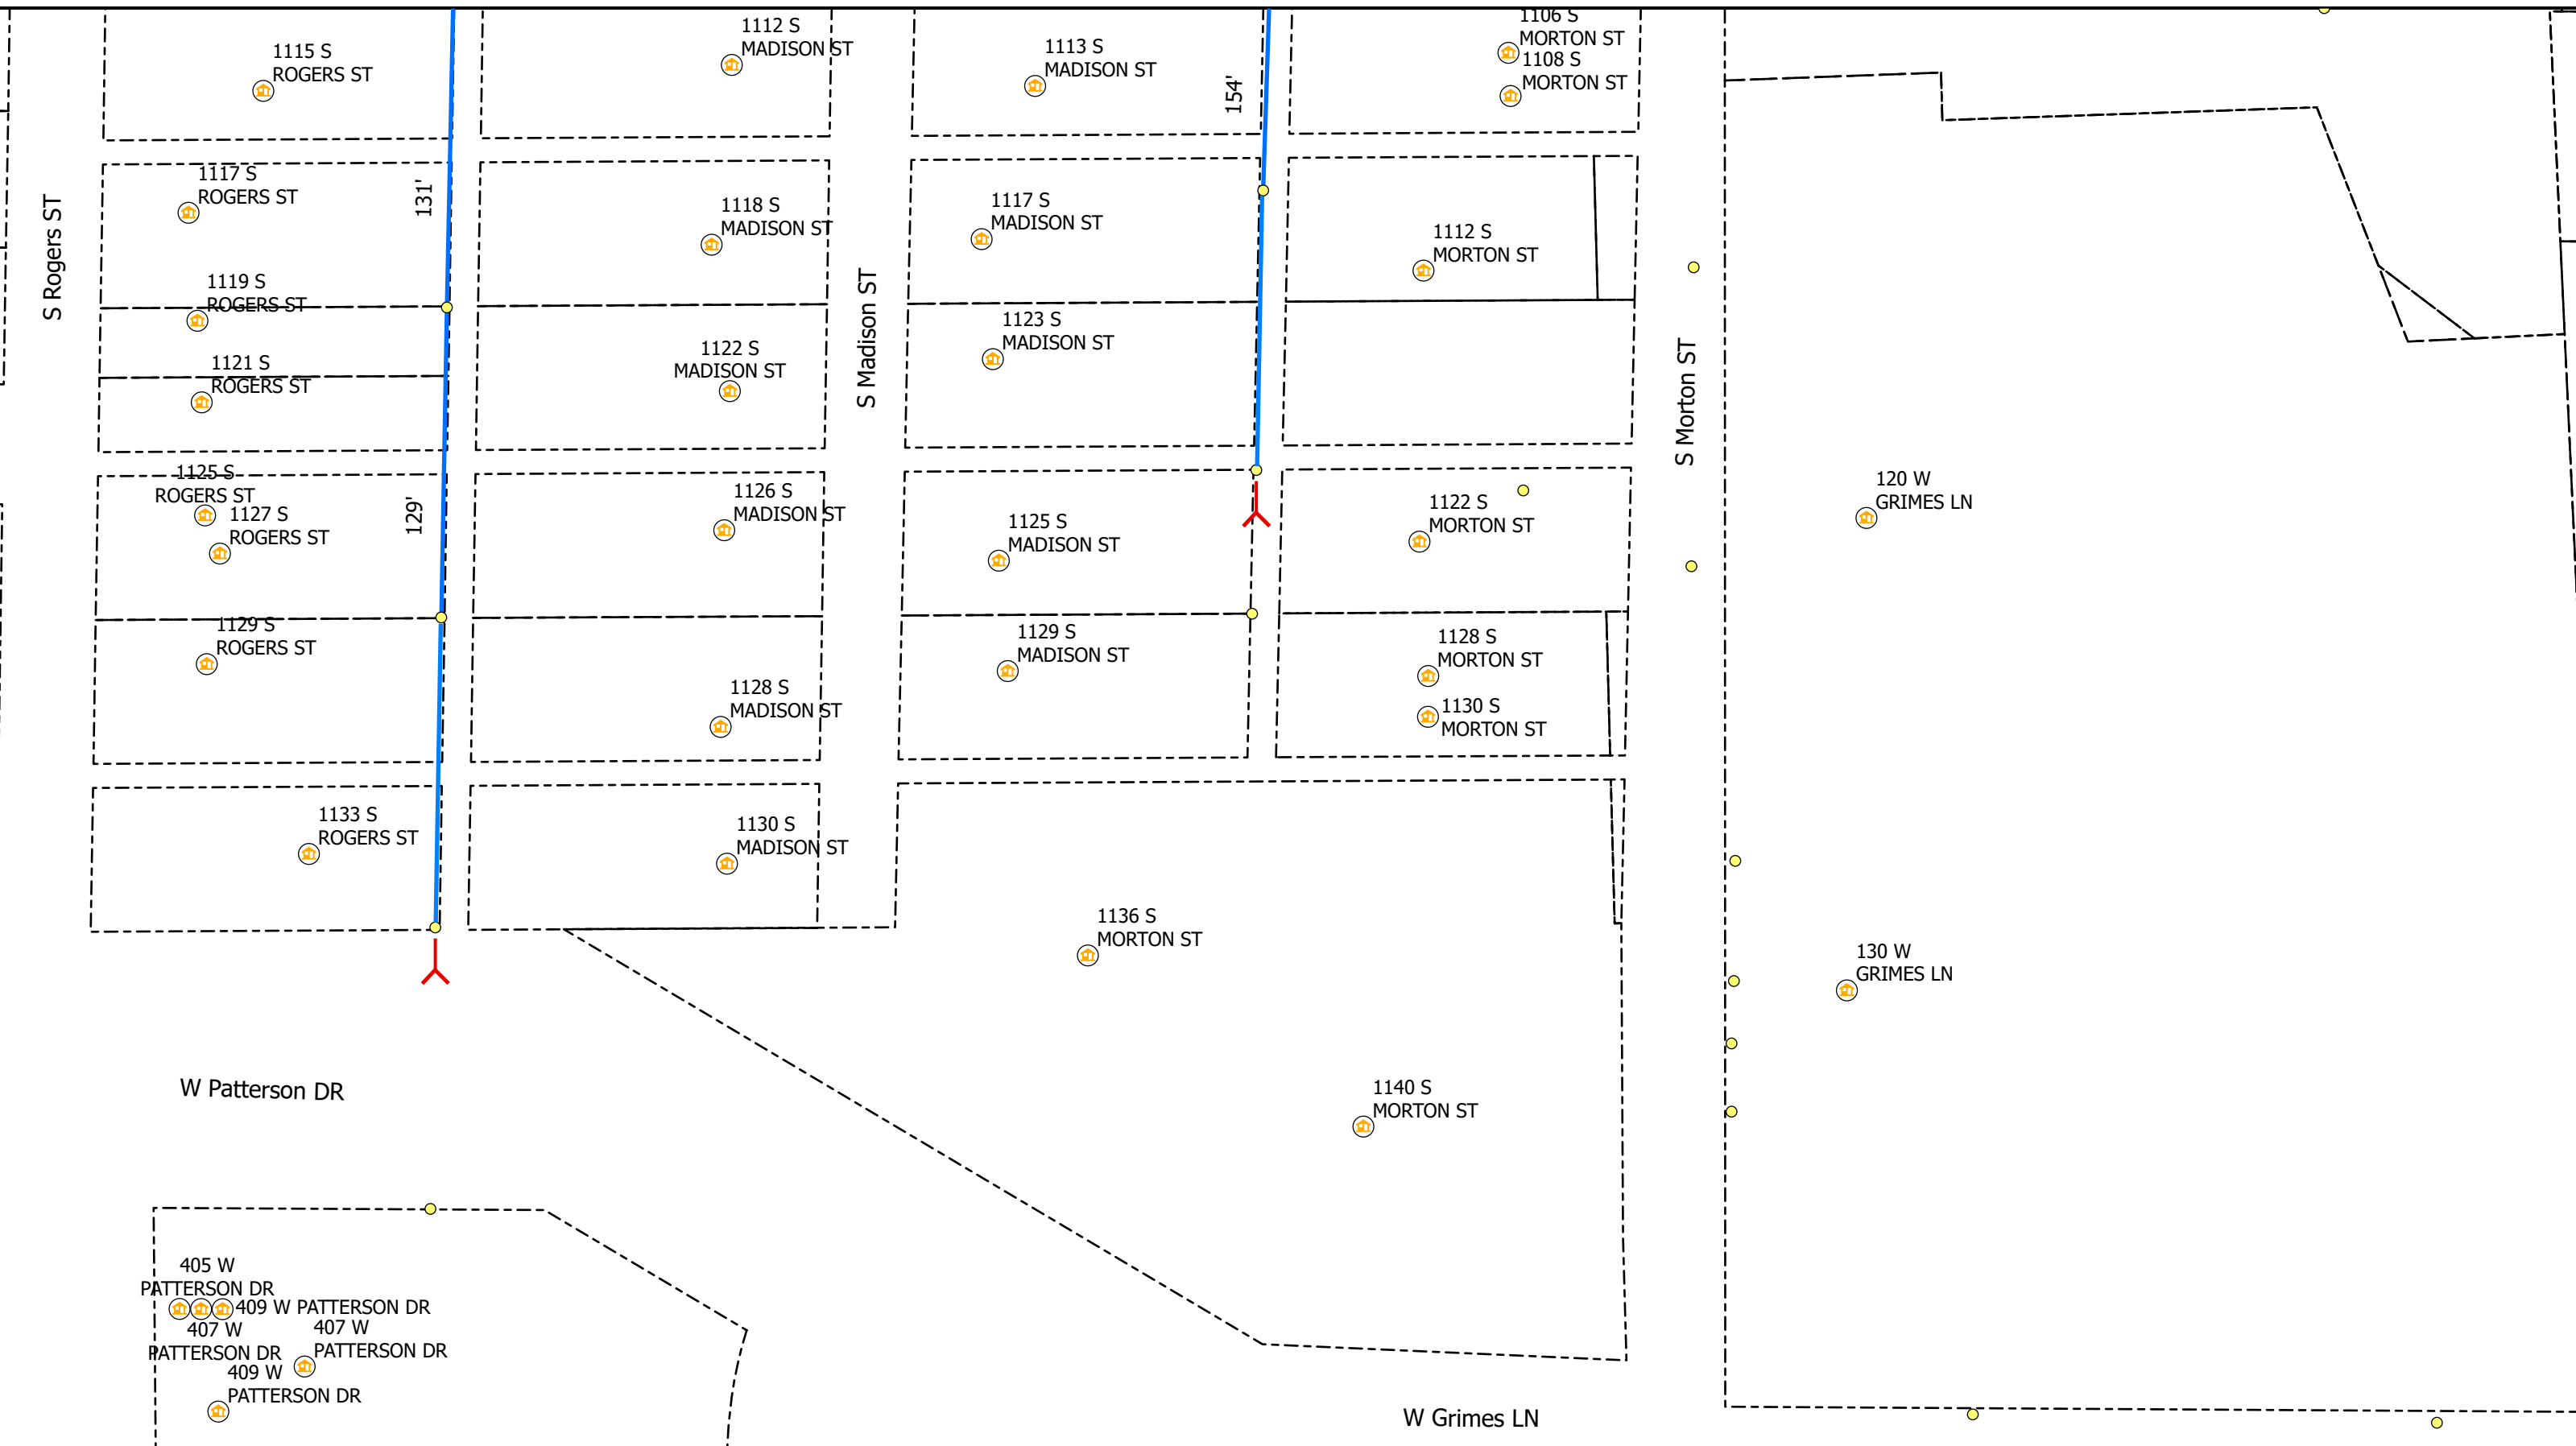 1112 S
MADISON ST
1106 S
MORTON ST
1108 S
MORTON ST
1115 S
ROGERS ST
1113 S
MADISON ST
154'
1117 S
ROGERS ST
131'
1118 S
MADISON ST
1117 S
MADISON ST
1112 S
MORTON ST
S Rogers ST
1119 S
ROGERS ST
S Madison ST
1123 S
MADISON ST
1121 S
ROGERS ST
1122 S
MADISON ST
S Morton ST
1125 S
ROGERS ST
1127 S
ROGERS ST
129'
1126 S
MADISON ST
1125 S
MADISON ST
1122 S
MORTON ST
120 W
GRIMES LN
1129 S
ROGERS ST
1129 S
MADISON ST
1128 S
MORTON ST
1128 S
MADISON ST
1130 S
MORTON ST
1133 S
ROGERS ST
1130 S
MADISON ST
1136 S
MORTON ST
130 W
GRIMES LN
W Patterson DR
1140 S
MORTON ST
405 W
PATTERSON DR
409 W PATTERSON DR
407 W
PATTERSON DR
407 W
PATTERSON DR
409 W
PATTERSON DR
W Grimes LN